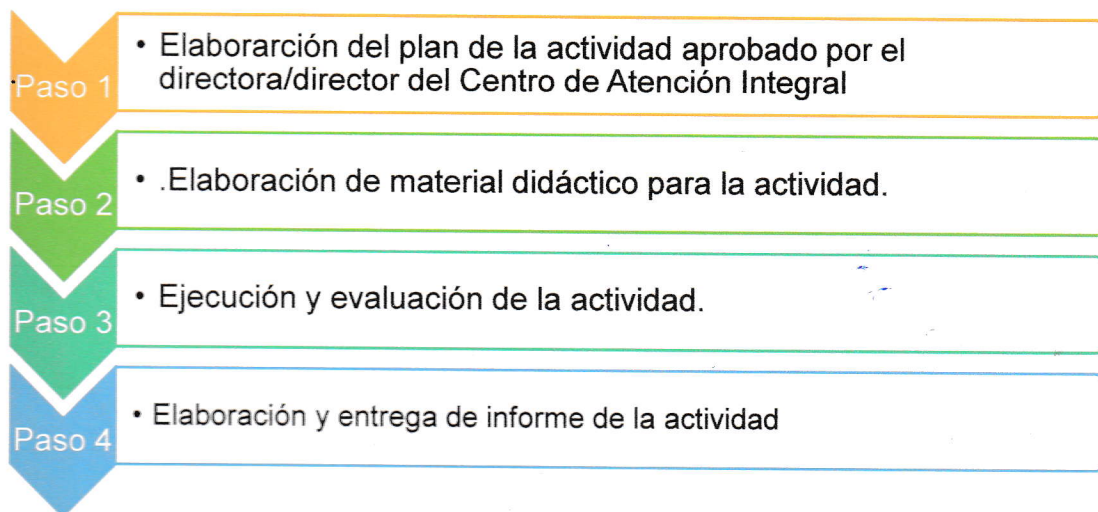 Paso 1
• Elaborarción del plan de la actividad aprobado por el
directora/director del Centro de Atención Integral
Paso 2
• .Elaboración de material didáctico para la actividad.
Paso 3
• Ejecución y evaluación de la actividad.
Paso 4
• Elaboración y entrega de informe de la actividad